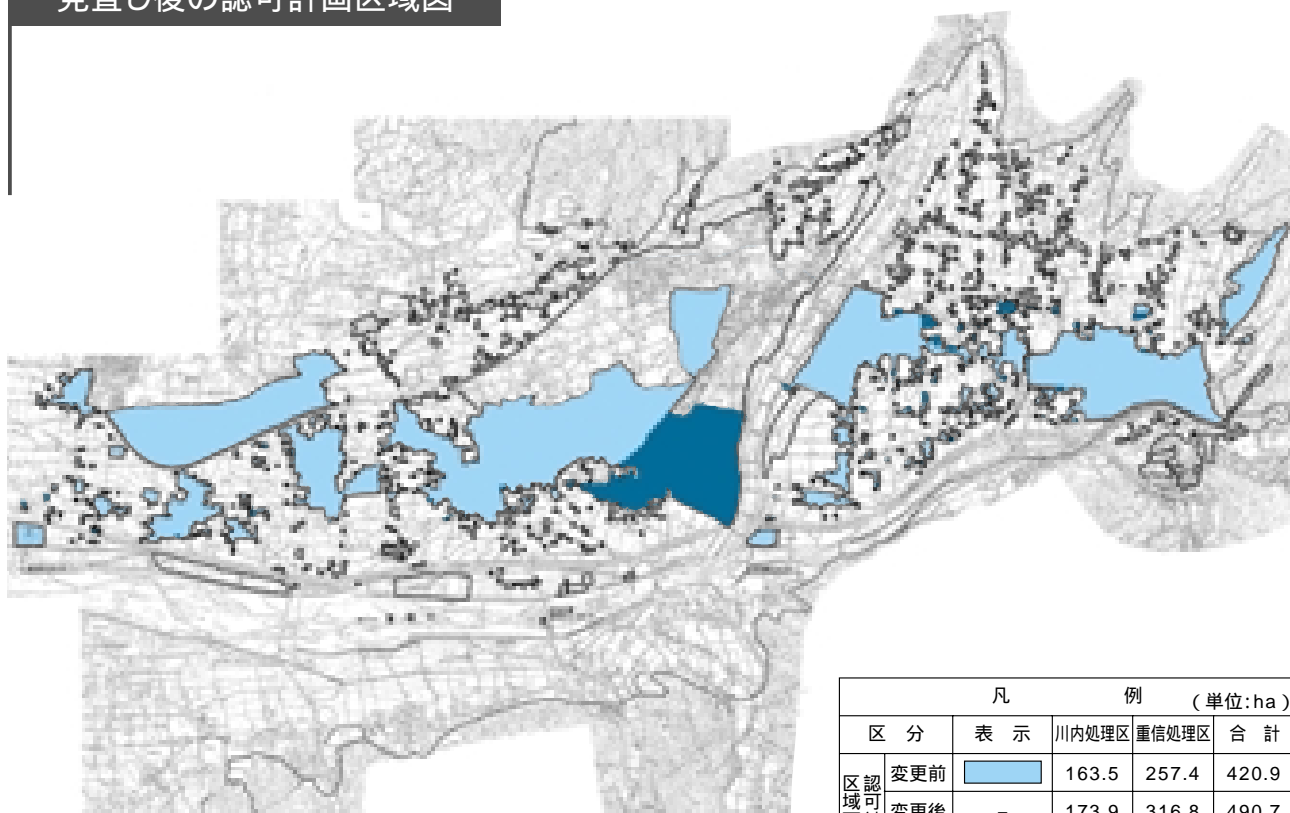 見直し後の認可計画区域図
凡 例 (単位:ha)
区 分 表 示 川内処理区 重信処理区 合 計
認可
区域
変更前 163.5 257.4 420.9
変更後 - 173.9 316.8 490.7